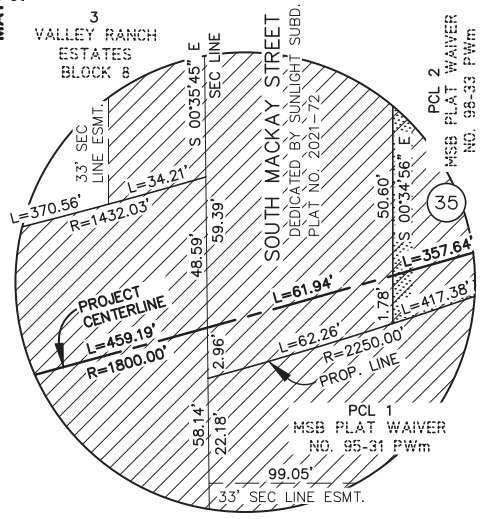 3
VALLEY RANCH
ESTATES
BLOCK 8
33' SEC
LINE ESMT.
S 00°35'45" E
SEC LINE
SOUTH MACKAY STREET
DEDICATED BY SUNLIGHT SUBD.
PLAT NO. 2021-72
PCL 2
MSB PLAT WAIVER
NO. 98-33 PWm
35
L=370.56'
L=34.21'
R=1432.03'
48.59'
59.39'
50.60'
S 00°34'56" E
L=357.64'
L=61.94'
1.78'
L=417.38'
PROJECT
CENTERLINE
L=459.19'
R=1800.00'
2.96'
L=62.26'
R=2250.00'
PROP. LINE
58.14'
22.18'
PCL 1
MSB PLAT WAIVER
NO. 95-31 PWm
99.05'
33' SEC LINE ESMT.